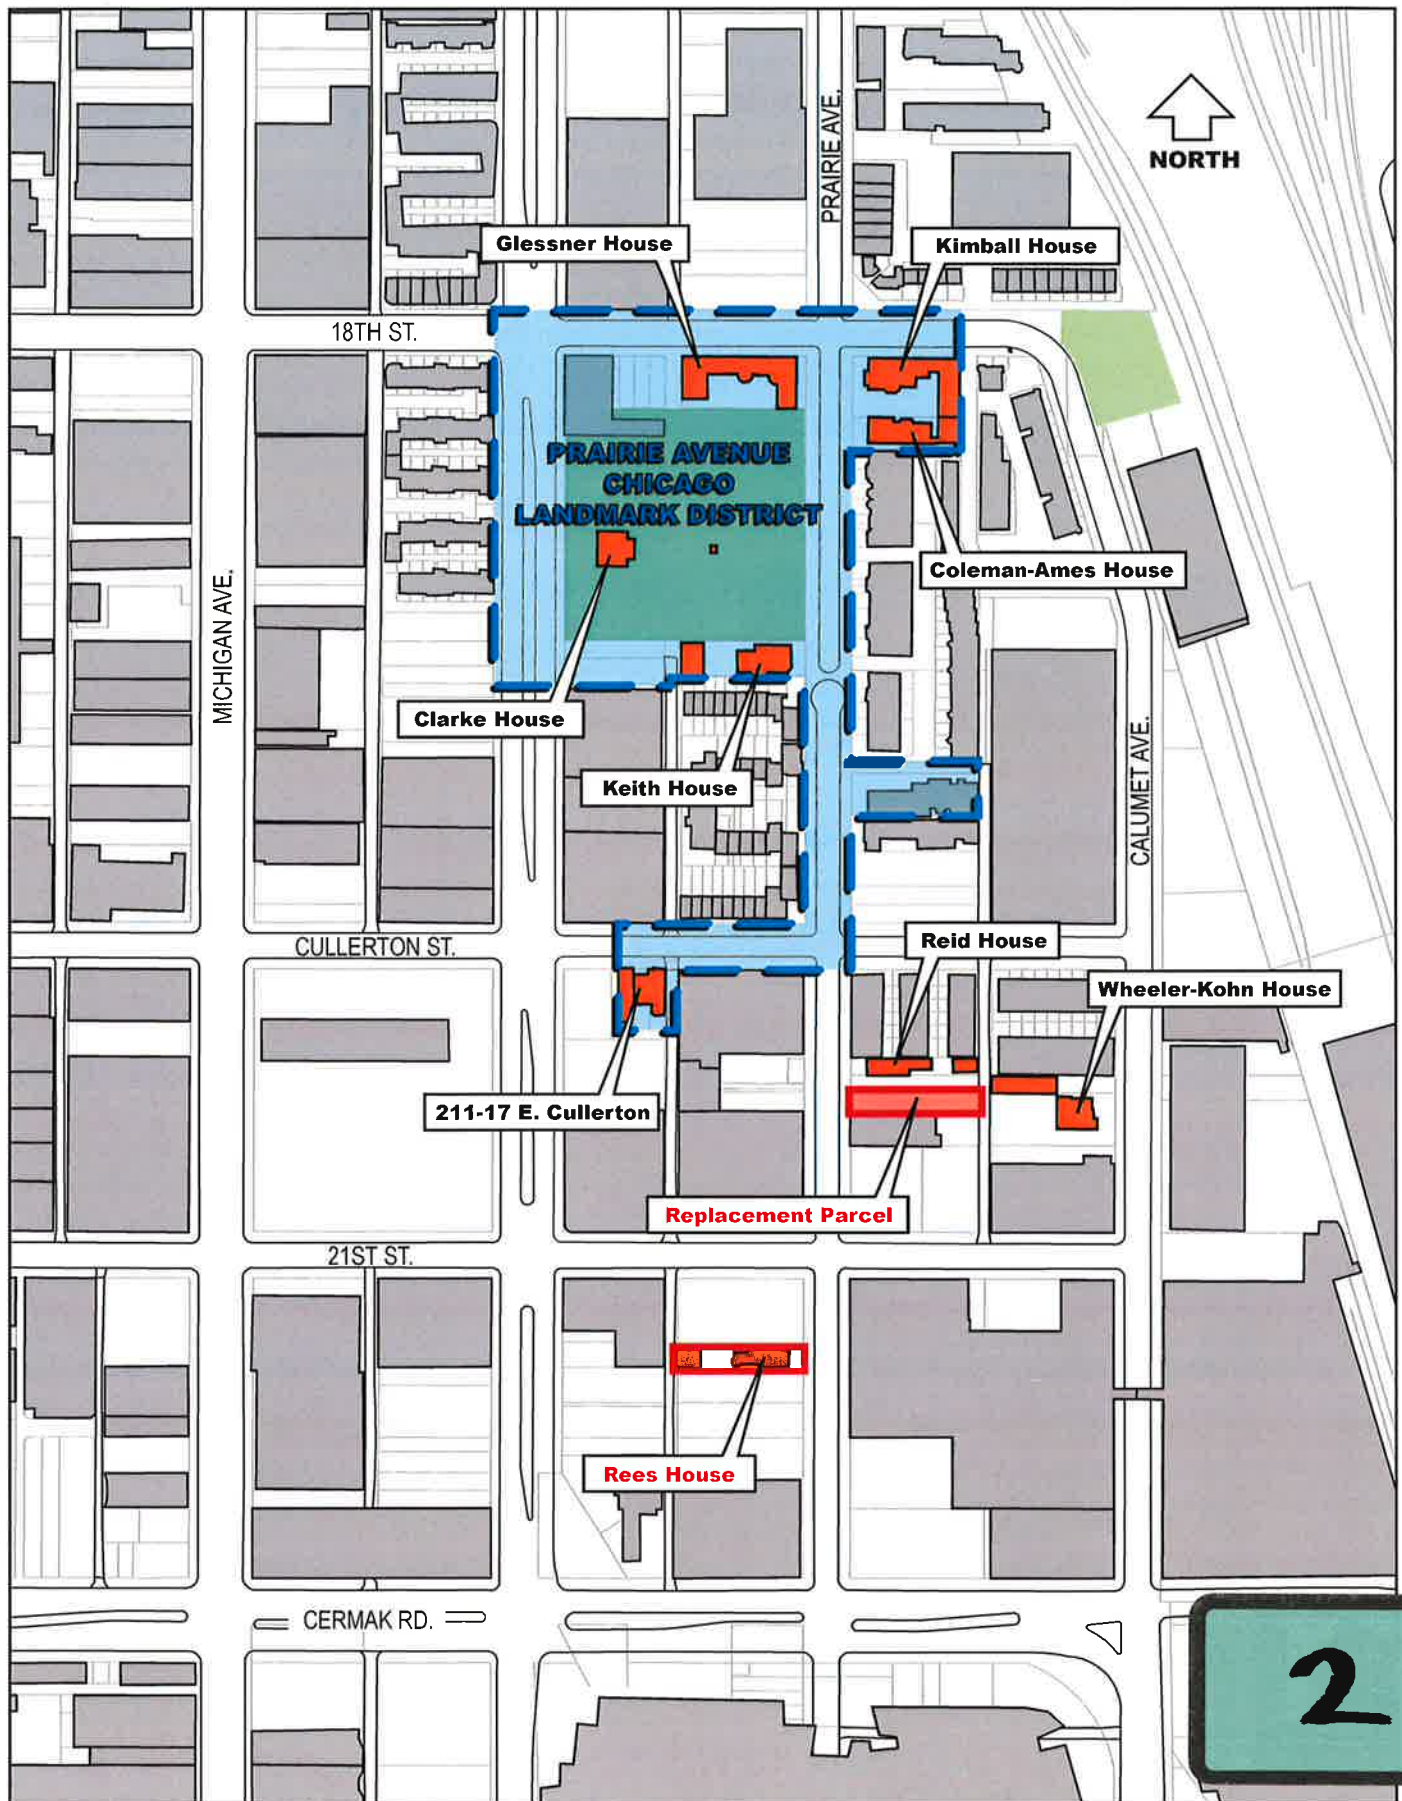 PRAIRIE AVE.
NORTH
Glessner House
Kimball House
18TH ST.
PRAIRIE AVENUE
CHICAGO
LANDMARK DISTRICT
Coleman-Ames House
MICHIGAN AVE.
Clarke House
Keith House
CALUMET AVE.
CULLERTON ST.
Reid House
Wheeler-Kohn House
211-17 E. Cullerton
Replacement Parcel
21ST ST.
Rees House
CERMAK RD.
2